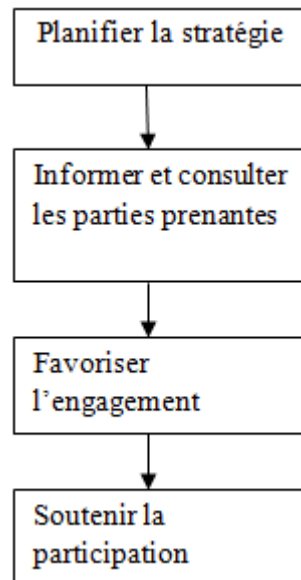 Planifier la stratégie
Informer et consulter
les parties prenantes
Favoriser
l’engagement
Soutenir la
participation